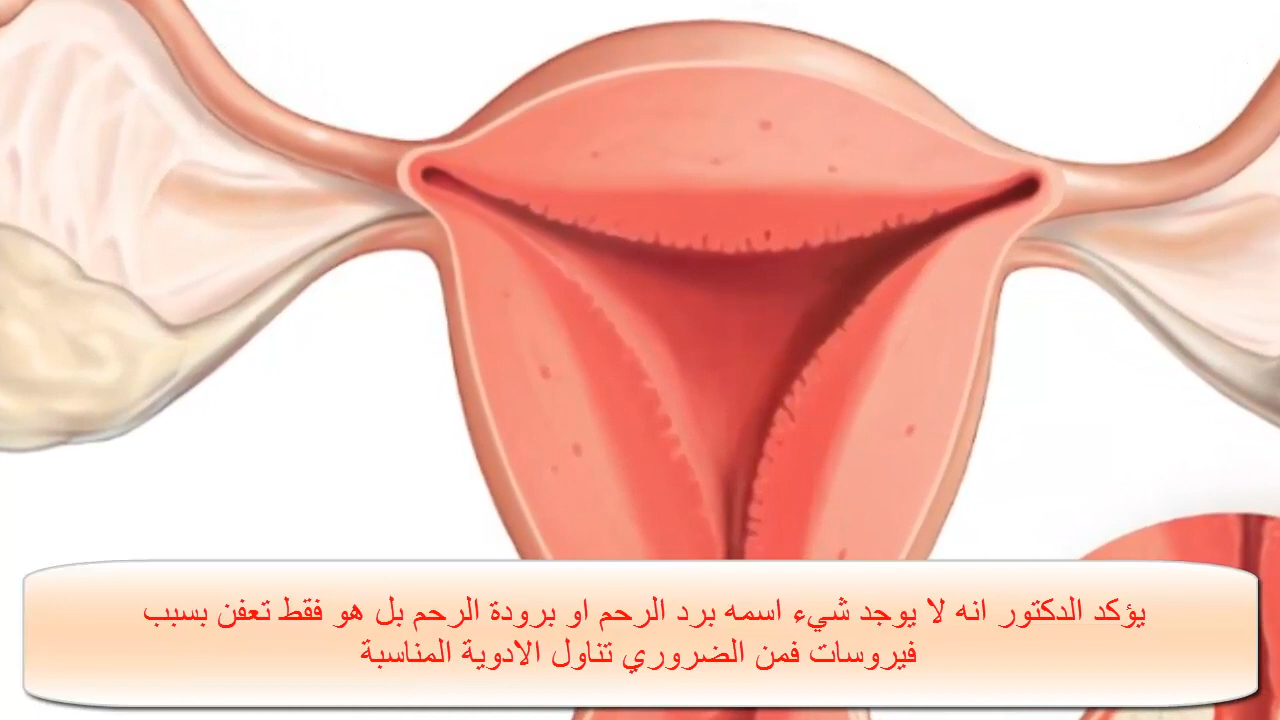 يؤكد الدكتور انه لا يوجد شيء اسمه برد الرحم او برودة الرحم بل هو فقط تعفن بسبب
فيروسات فمن الضروري تناول الادوية المناسبة